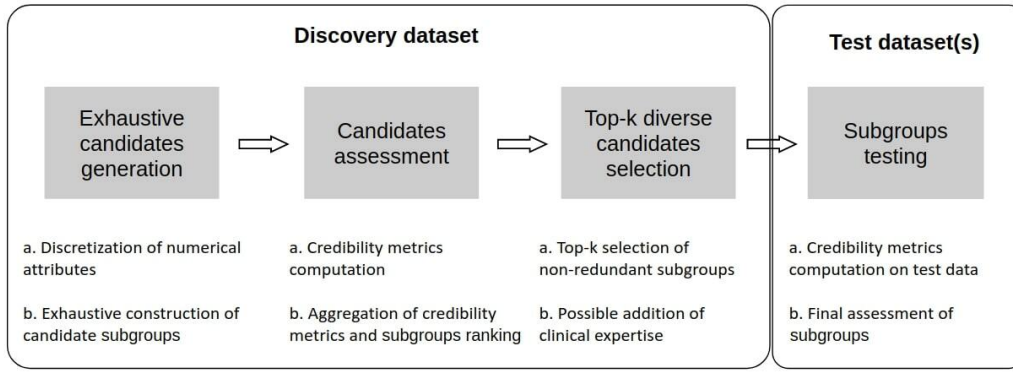 Discovery dataset
Test dataset(s)
Exhaustive
candidates
generation
Candidates
assessment
Top-k diverse
candidates
selection
Subgroups
testing
a. Discretization of numerical
attributes
b. Exhaustive construction of
candidate subgroups
a. Credibility metrics
computation
b. Aggregation of credibility
metrics and subgroups ranking
a. Top-k selection of
non-redundant subgroups
b. Possible addition of
clinical expertise
a. Credibility metrics
computation on test data
b. Final assessment of
subgroups